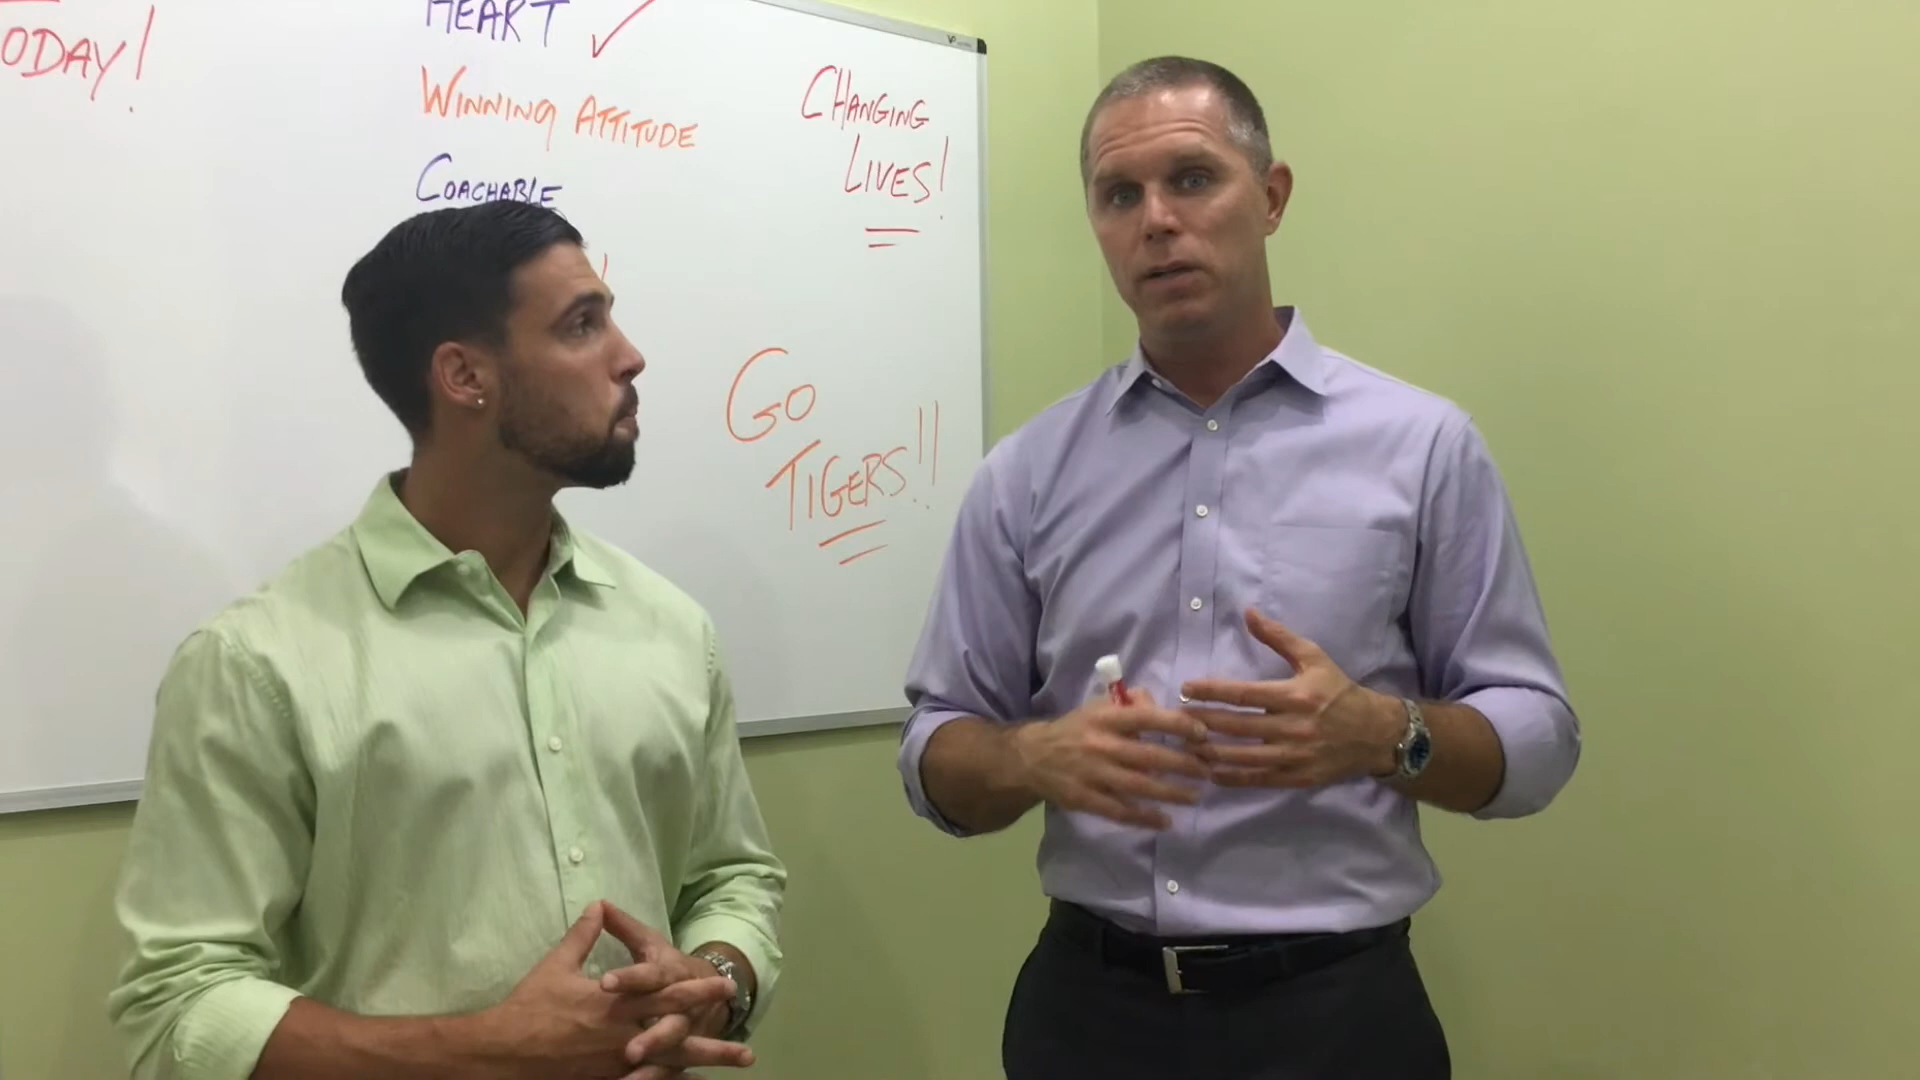 ODAY!
HEART ✓
WINNING ATTITUDE
COACHABLE
CHANGING
LIVES!
GO
TIGERS!!